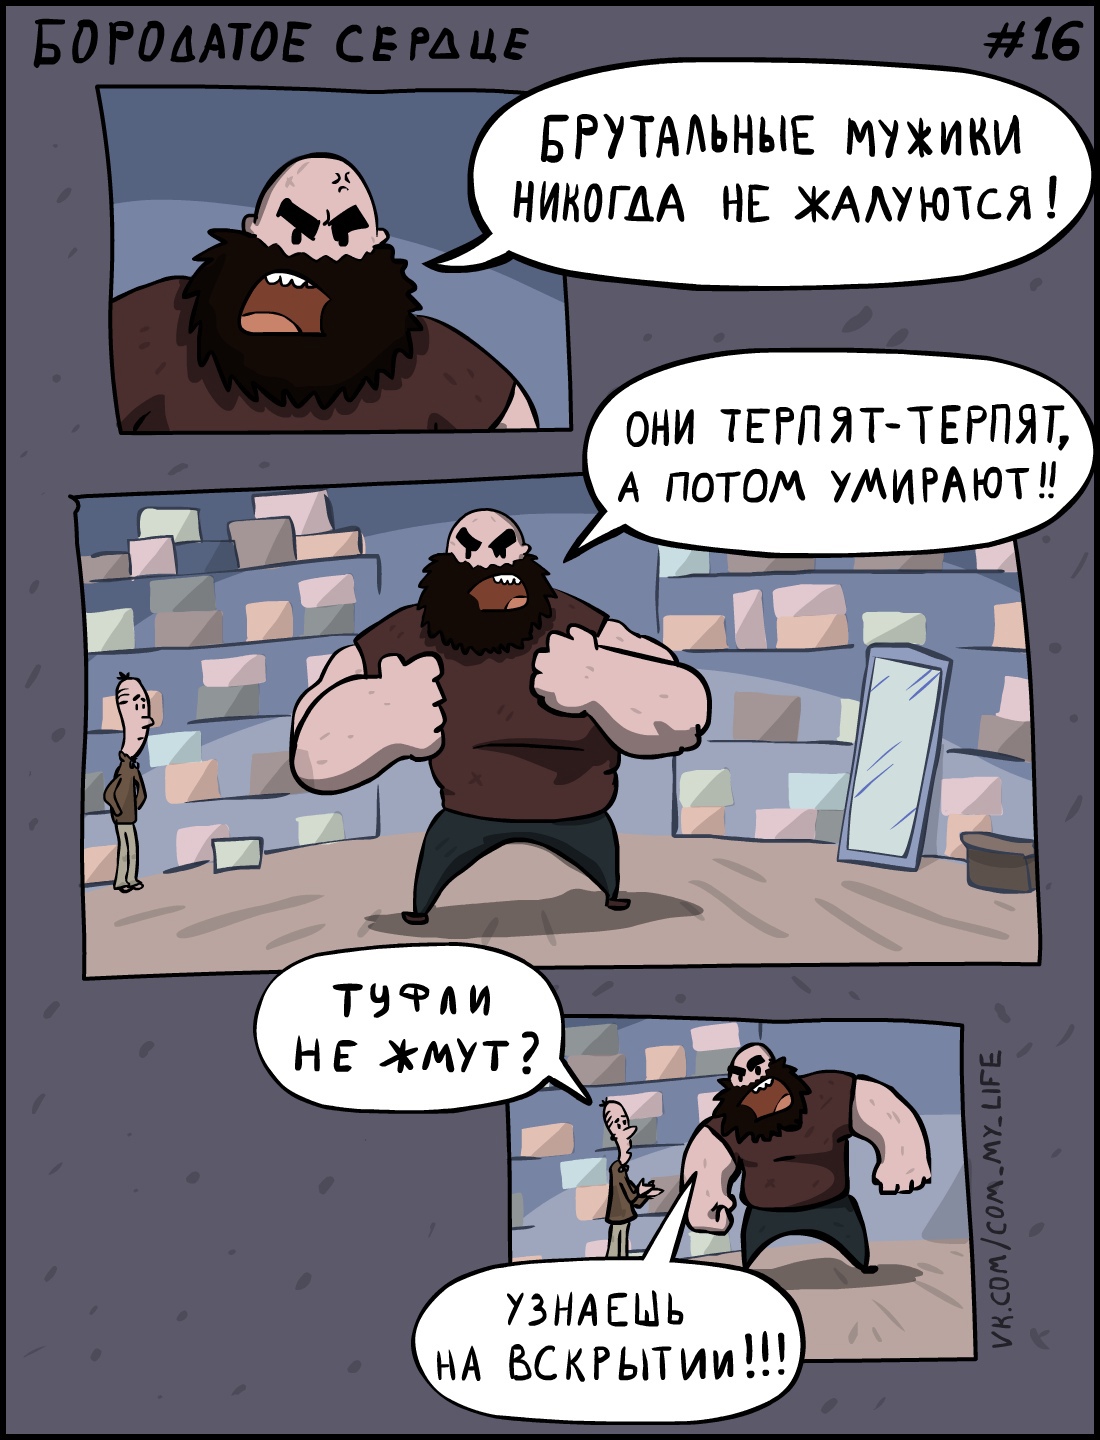 БОРОДАТОЕ СЕРДЦЕ
#16
БРУТАЛЬНЫЕ МУЖИКИ
НИКОГДА НЕ ЖАЛУЮТСЯ!
ОНИ ТЕРПЯТ-ТЕРПЯТ,
А ПОТОМ УМИРАЮТ!!
ТУФЛИ
НЕ ЖМУТ?
УЗНАЕШЬ
НА ВСКРЫТИИ!!!
VK.COM/COM_MY_LIFE